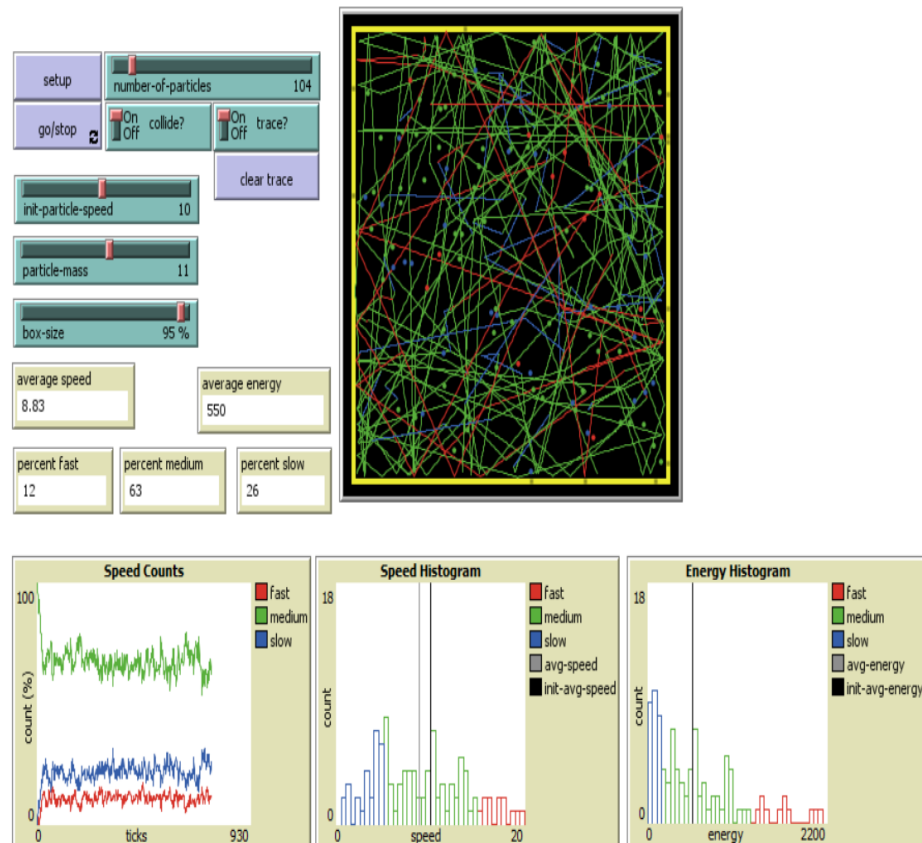 setup
number-of-particles 104
go/stop
On
Off
collide?
On
Off
trace?
clear trace
init-particle-speed 10
particle-mass 11
box-size 95 %
average speed
8.83
average energy
550
percent fast
12
percent medium
63
percent slow
26
Speed Counts
100
count (%)
0
0
ticks
930
fast
medium
slow
Speed Histogram
18
count
0
0
speed
20
fast
medium
slow
avg-speed
init-avg-speed
Energy Histogram
18
count
0
0
energy
2200
fast
medium
slow
avg-energy
init-avg-energy